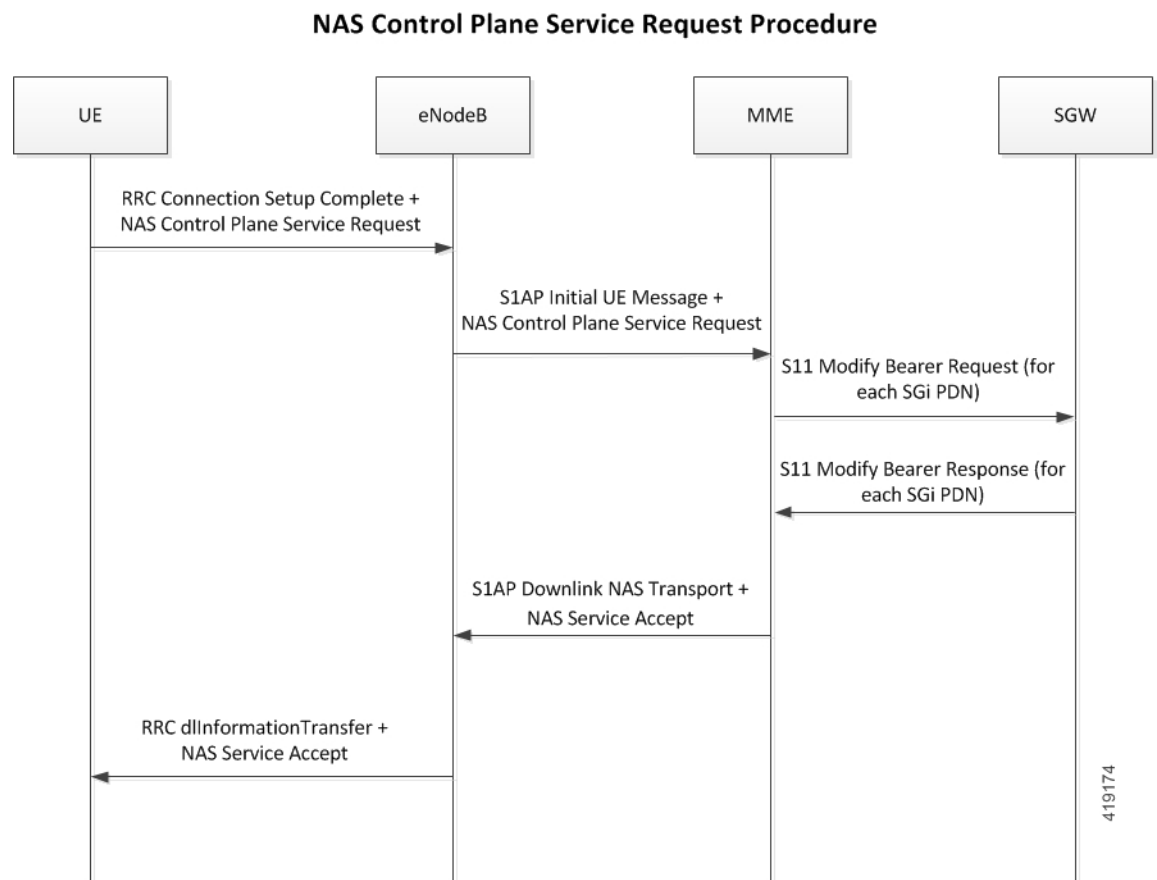 NAS Control Plane Service Request Procedure
UE
eNodeB
MME
SGW
RRC Connection Setup Complete +
NAS Control Plane Service Request
S1AP Initial UE Message +
NAS Control Plane Service Request
S11 Modify Bearer Request (for
each SGi PDN)
S11 Modify Bearer Response (for
each SGi PDN)
S1AP Downlink NAS Transport +
NAS Service Accept
RRC dlInformationTransfer +
NAS Service Accept
419174